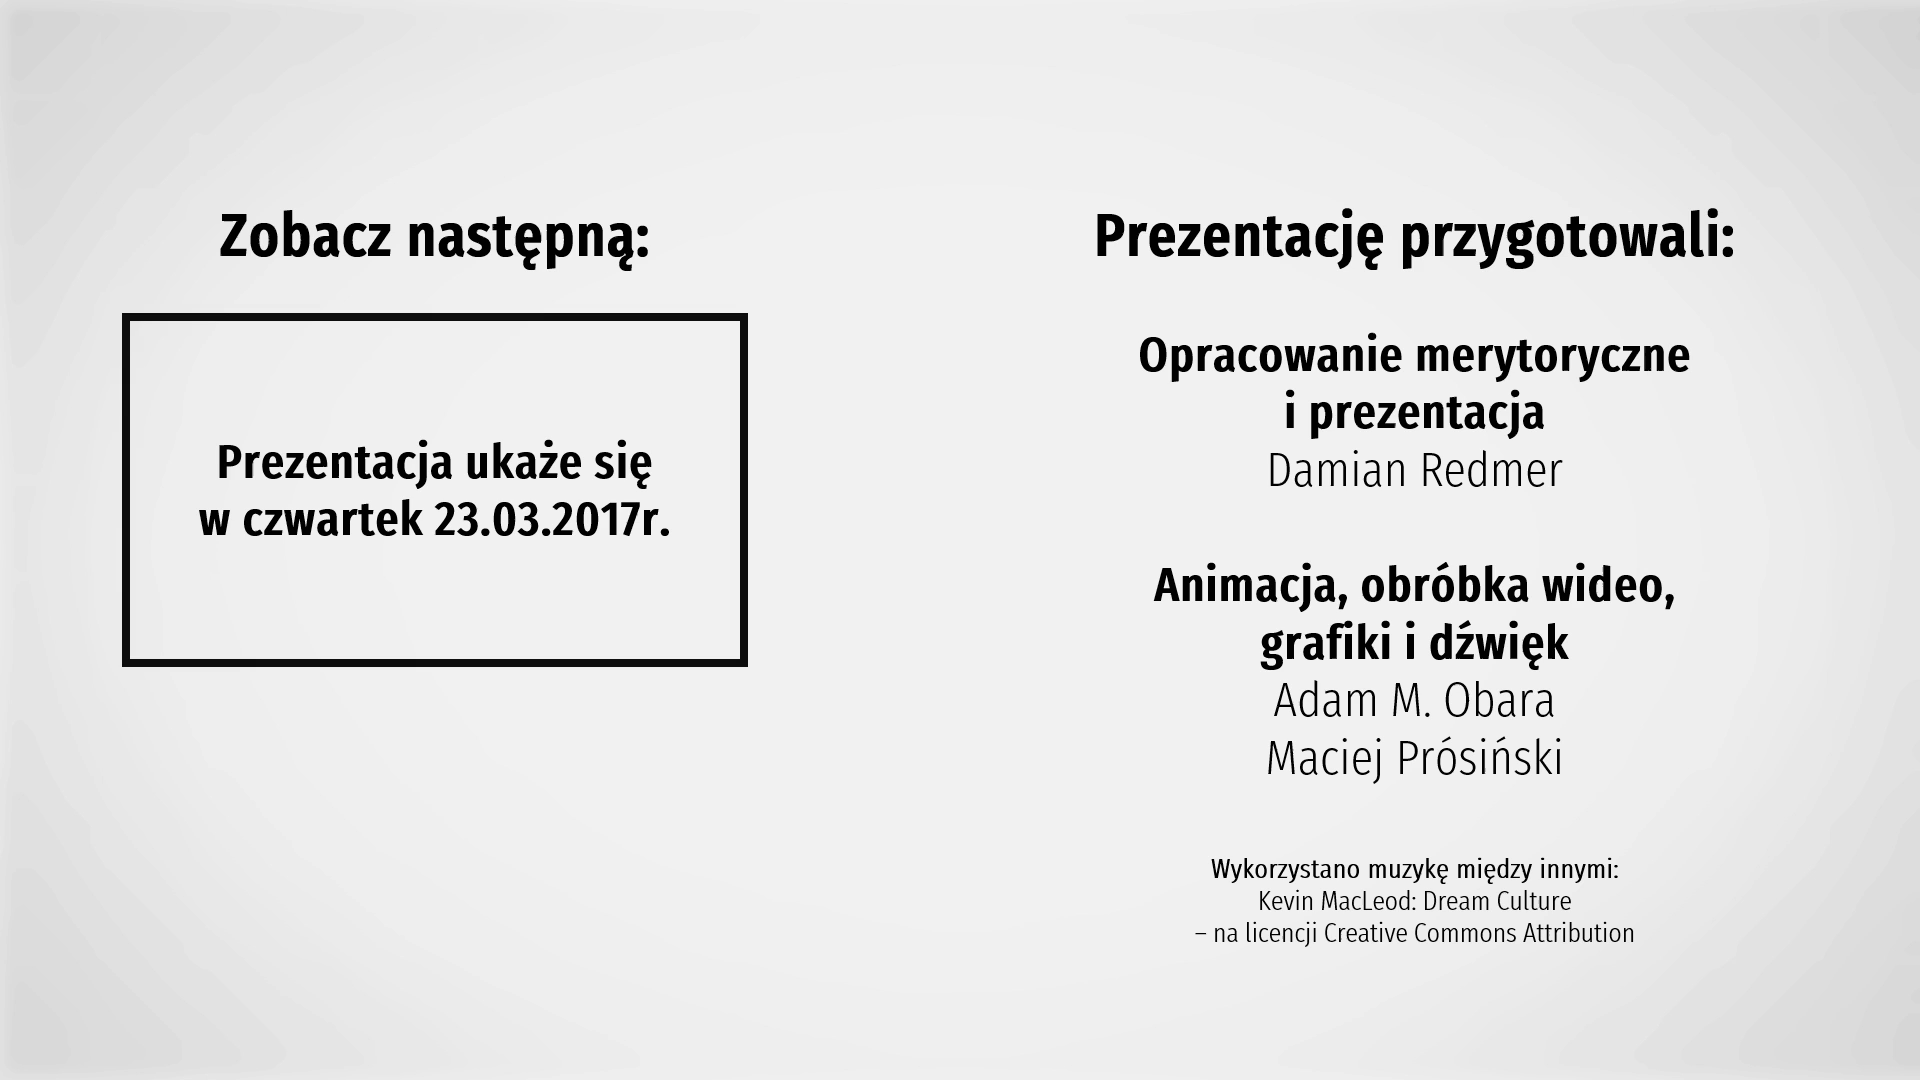 Zobacz następną:
Prezentacja ukaże się
w czwartek 23.03.2017r.
Prezentację przygotowali:
Opracowanie merytoryczne
i prezentacja
Damian Redmer
Animacja, obróbka wideo,
grafiki i dźwięk
Adam M. Obara
Maciej Prósiński
Wykorzystano muzykę między innymi:
Kevin MacLeod: Dream Culture
– na licencji Creative Commons Attribution